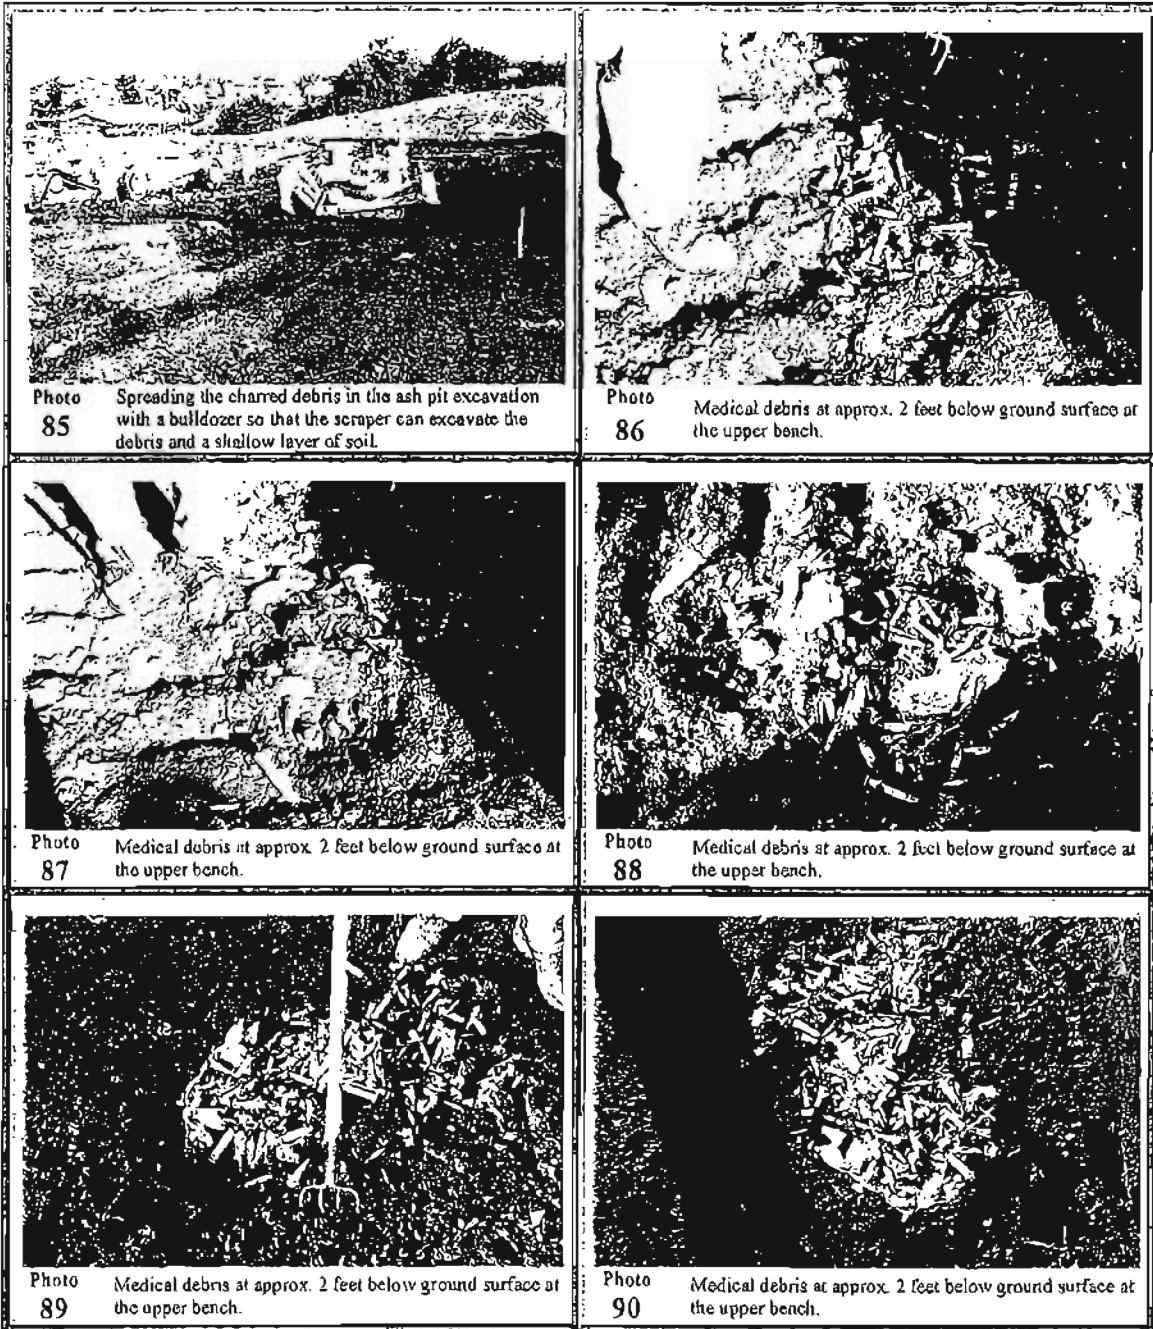 Photo
85
Spreading the charred debris in the ash pit excavation
with a bulldozer so that the scraper can excavate the
debris and a shallow layer of soil.
Photo
86
Medical debris at approx. 2 feet below ground surface at
the upper bench.
Photo
87
Medical debris at approx. 2 feet below ground surface at
the upper bench.
Photo
88
Medical debris at approx. 2 feet below ground surface at
the upper bench.
Photo
89
Medical debris at approx. 2 feet below ground surface at
the upper bench.
Photo
90
Medical debris at approx. 2 feet below ground surface at
the upper bench.